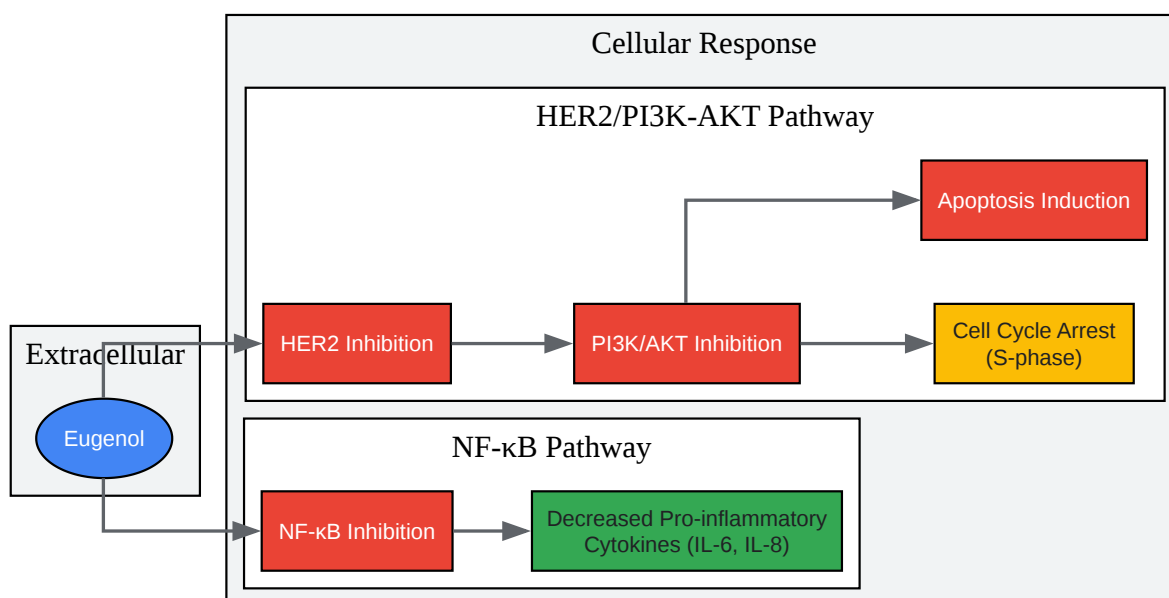 Cellular Response
HER2/PI3K-AKT Pathway
Apoptosis Induction
HER2 Inhibition
PI3K/AKT Inhibition
Cell Cycle Arrest
(S-phase)
Extracellular
Eugenol
NF-κB Pathway
NF-κB Inhibition
Decreased Pro-inflammatory
Cytokines (IL-6, IL-8)